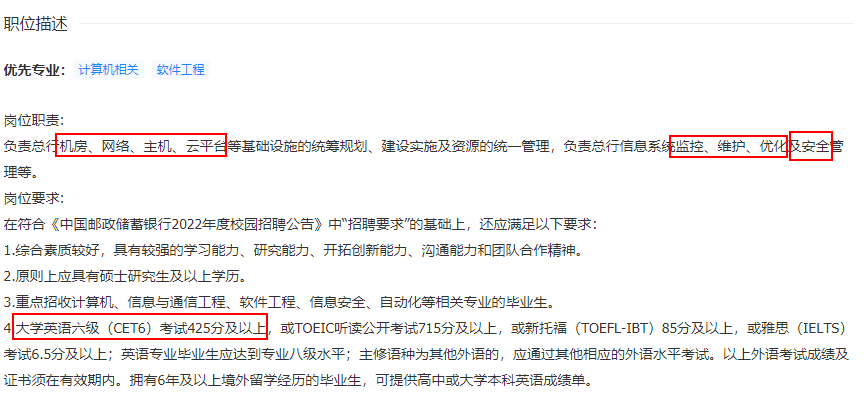 职位描述
优先专业： 计算机相关 软件工程
岗位职责:
负责总行机房、网络、主机、云平台等基础设施的统筹规划、建设实施及资源的统一管理，负责总行信息系统监控、维护、优化及安全管
理等。
岗位要求:
在符合《中国邮政储蓄银行2022年度校园招聘公告》中“招聘要求”的基础上，还应满足以下要求：
1.综合素质较好，具有较强的学习能力、研究能力、开拓创新能力、沟通能力和团队合作精神。
2.原则上应具有硕士研究生及以上学历。
3.重点招收计算机、信息与通信工程、软件工程、信息安全、自动化等相关专业的毕业生。
4.大学英语六级（CET6）考试425分及以上，或TOEIC听读公开考试715分及以上，或新托福（TOEFL-IBT）85分及以上，或雅思（IELTS）
考试6.5分及以上；英语专业毕业生应达到专业八级水平；主修语种为其他外语的，应通过其他相应的外语水平考试。以上外语考试成绩及
证书须在有效期内。拥有6年及以上境外留学经历的毕业生，可提供高中或大学本科英语成绩单。